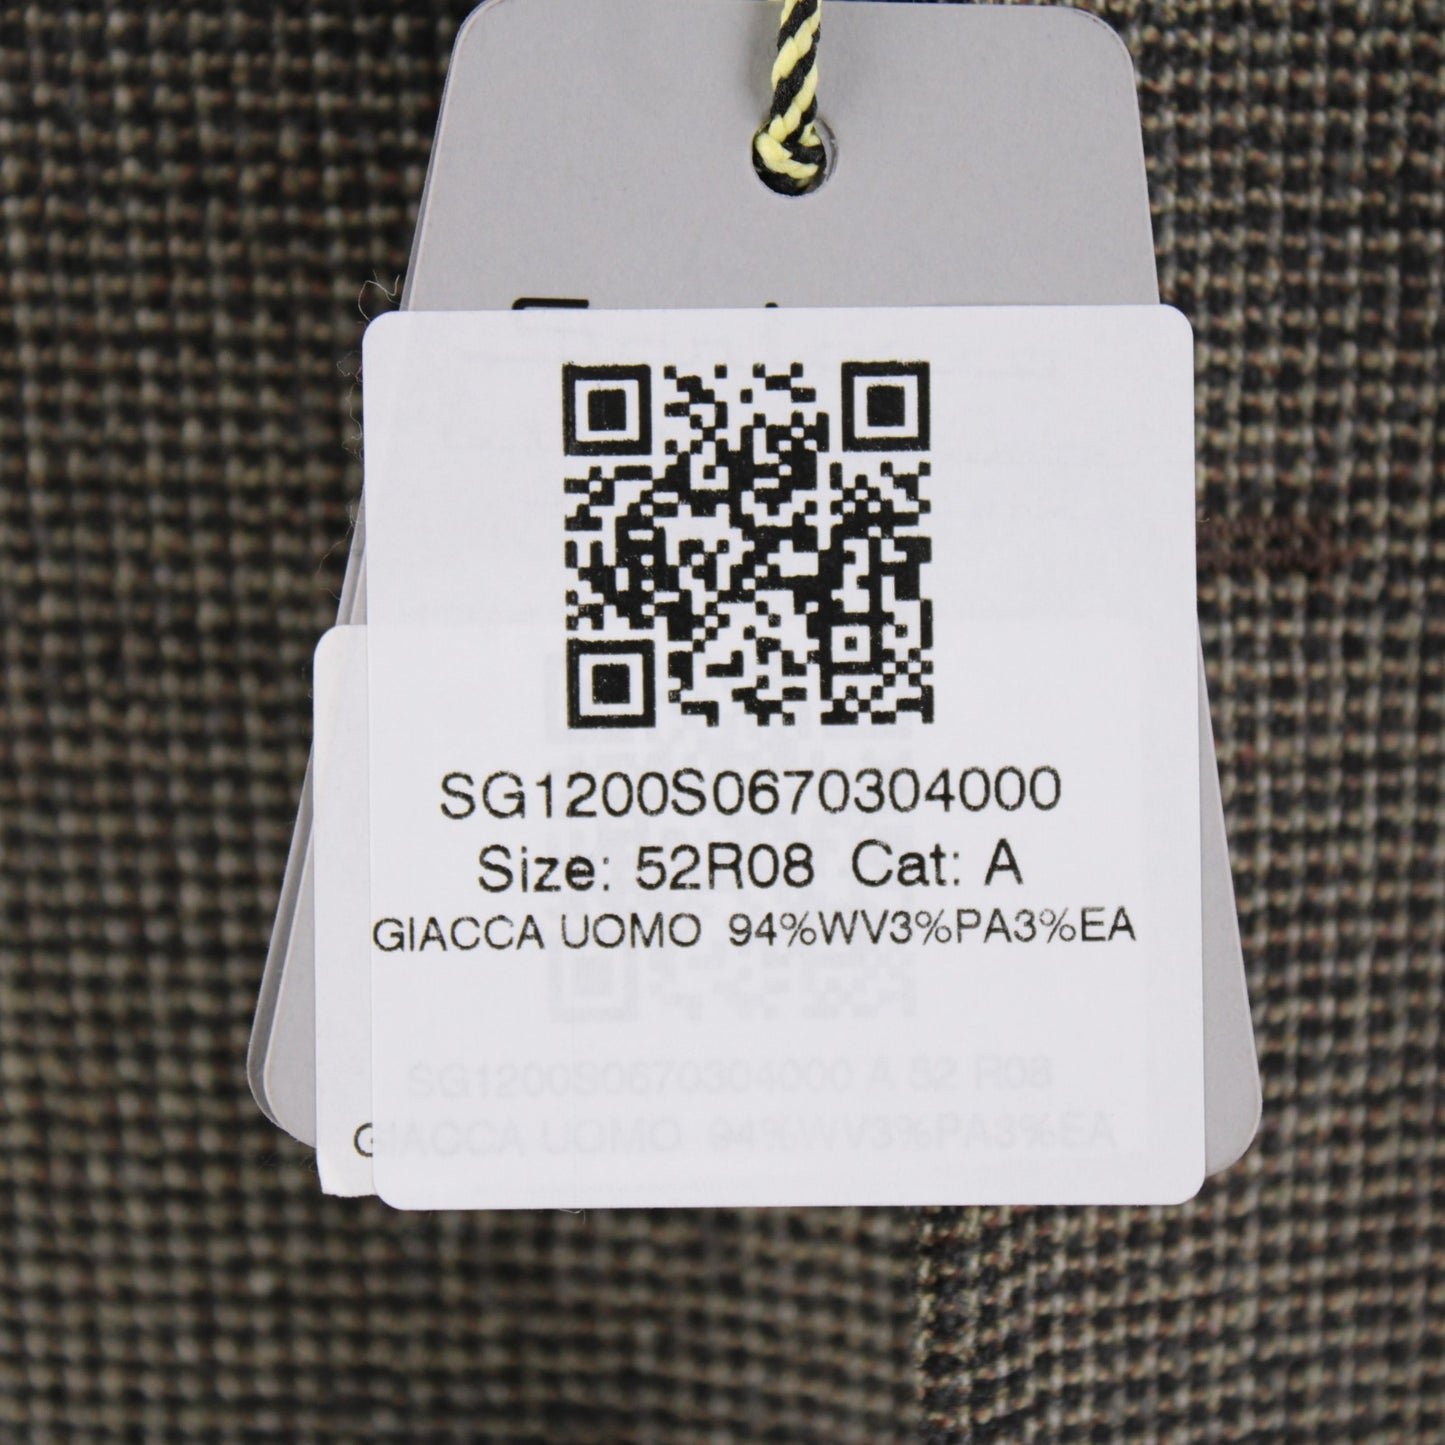 SG1200S0670304000
Size: 52R08 Cat: A
GIACCA UOMO 94%WV3%PA3%EA
SG1200S0670304000 A 52 R08
GIACCA UOMO 94%WV3%PA3%EA